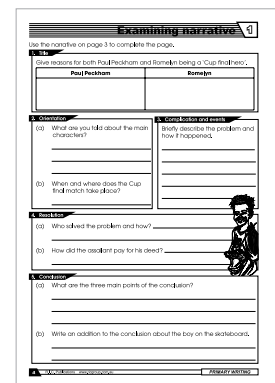 Examining narrative 1
Use the narrative on page 3 to complete the page.
1. Title
Give reasons for both Paul Peckham and Romelyn being a 'Cup final hero'.
Paul Peckham Romelyn
2. Orientation
(a) What are you told about the main
characters?
(b) When and where does the Cup
final match take place?
3. Complication and events
Briefly describe the problem and
how it happened.
4. Resolution
(a) Who solved the problem and how?
(b) How did the assailant pay for his deed?
5. Conclusion
(a) What are the three main points of the conclusion?
(b) Write an addition to the conclusion about the boy on the skateboard.
4 PRIMARY WRITING